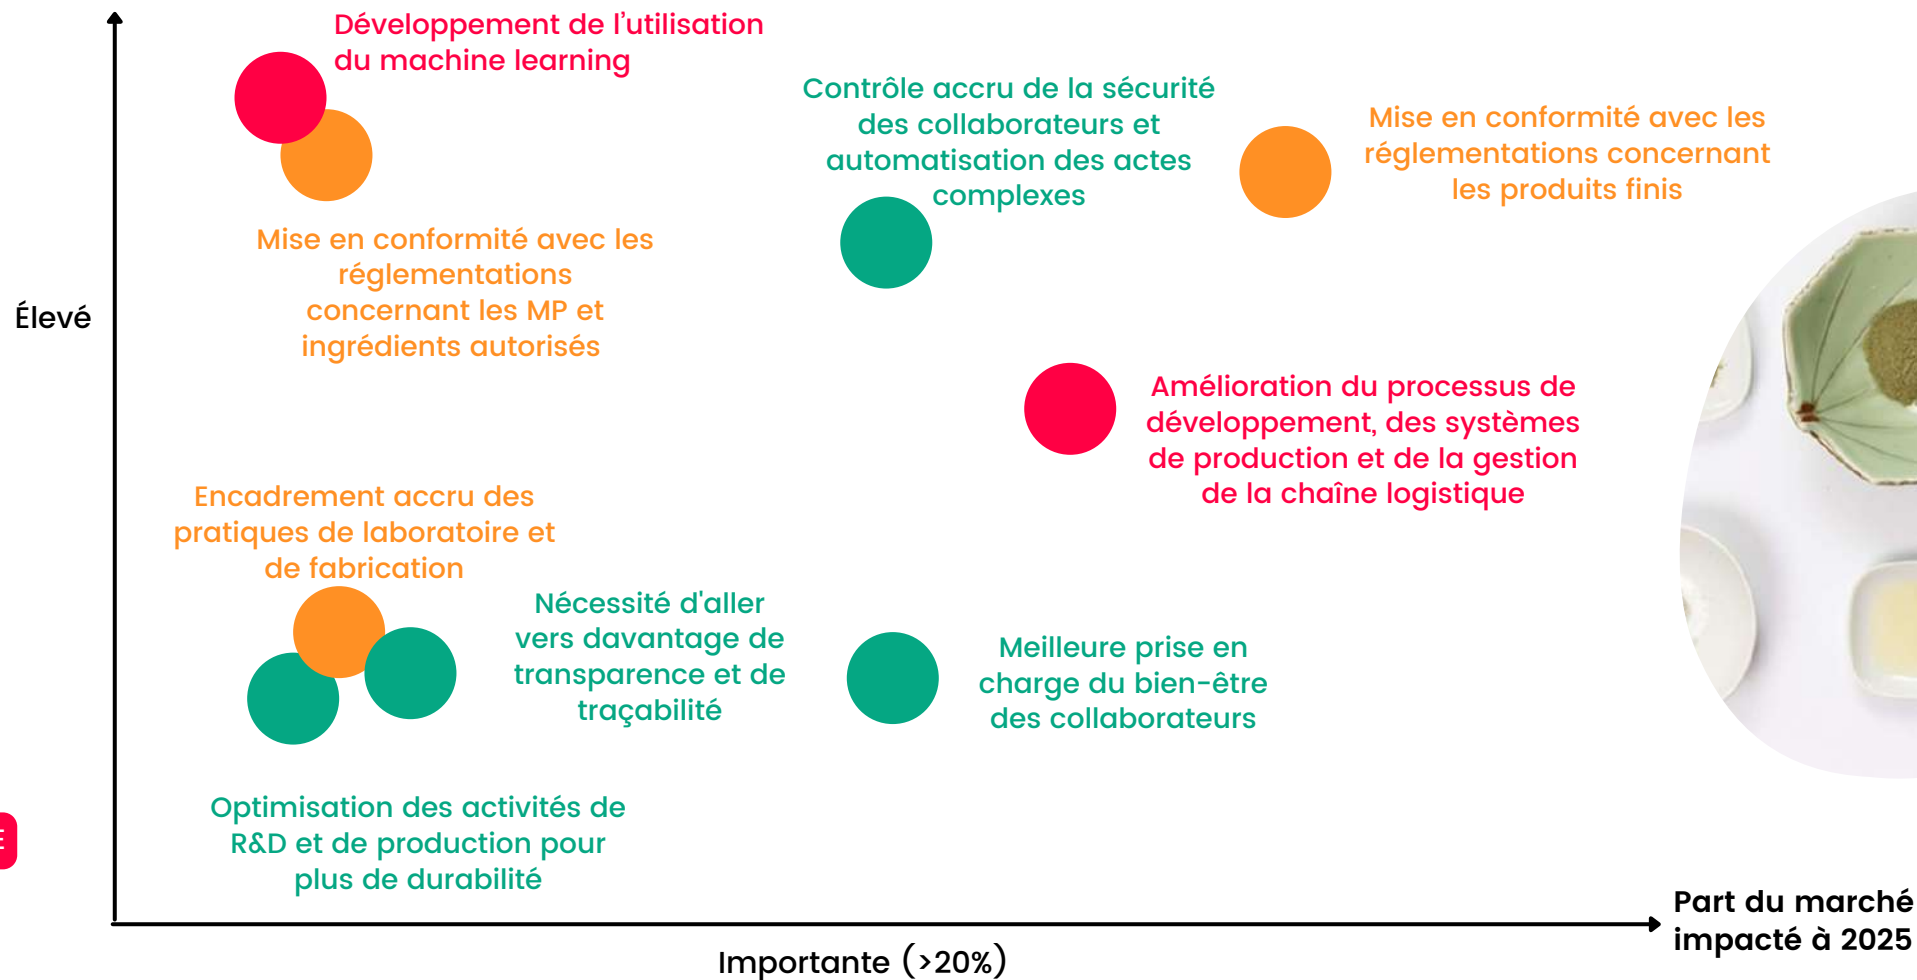 Développement de l'utilisation
du machine learning
Contrôle accru de la sécurité
des collaborateurs et
automatisation des actes
complexes
Mise en conformité avec les
réglementations concernant
les produits finis
Mise en conformité avec les
réglementations
concernant les MP et
ingrédients autorisés
Élevé
Amélioration du processus de
développement, des systèmes
de production et de la gestion
de la chaîne logistique
Encadrement accru des
pratiques de laboratoire et
de fabrication
Nécessité d'aller
vers davantage de
transparence et de
traçabilité
Meilleure prise en
charge du bien-être
des collaborateurs
Optimisation des activités de
R&D et de production pour
plus de durabilité
Part du marché
impacté à 2025
Importante (>20%)